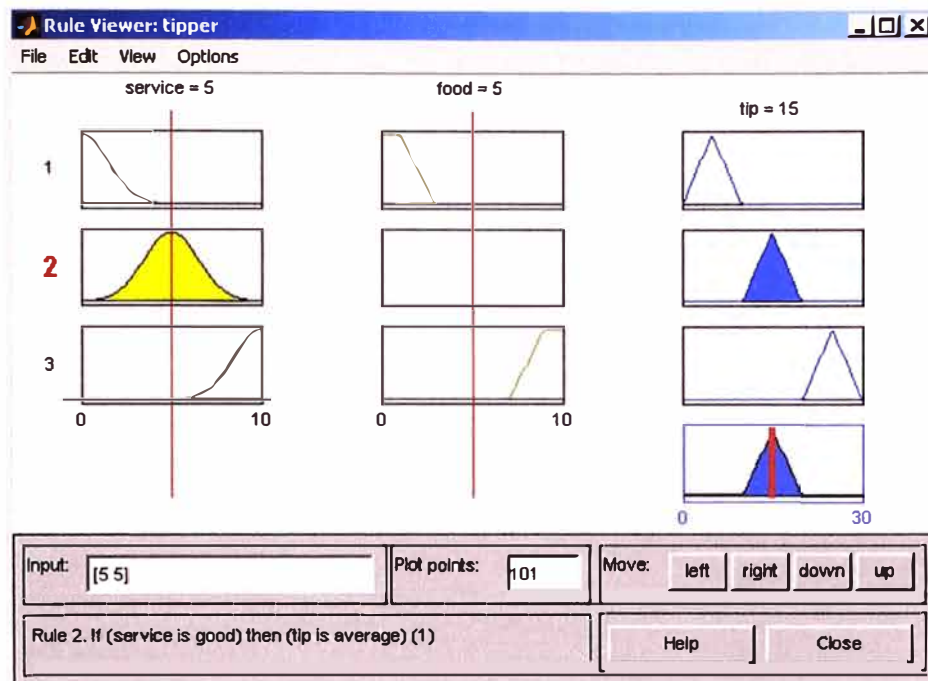 Rule Viewer: tipper
File Edit View Options
service = 5
food = 5
tip = 15
1
2
3
0 10
0 10
0 30
Input: [5 5]
Plot points: 101
Move: left right down up
Rule 2. If (service is good) then (tip is average) (1)
Help Close